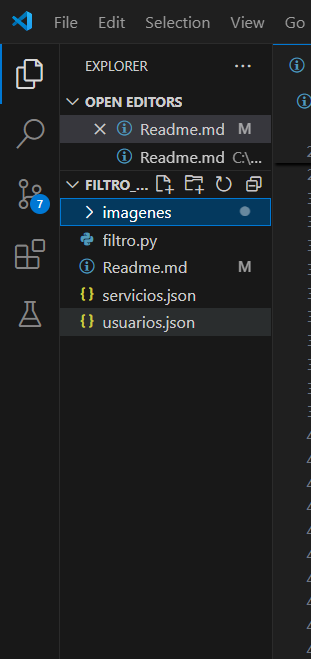 File Edit Selection View Go
EXPLORER ...
OPEN EDITORS
Readme.md M
Readme.md C:\...
FILTRO_...
imagenes
7
filtro.py
Readme.md M
{} servicios.json
{} usuarios.json